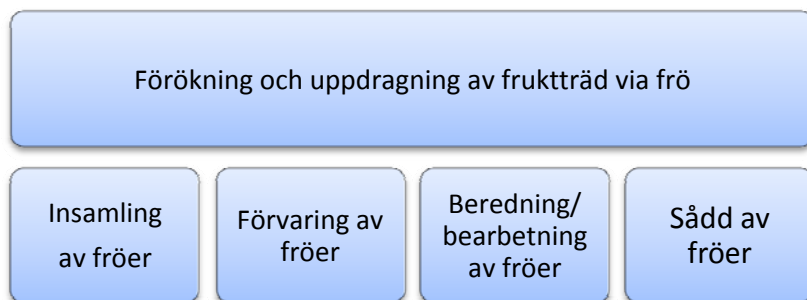 Förökning och uppdragning av fruktträd via frö
Insamling
av fröer
Förvaring av
fröer
Beredning/
bearbetning
av fröer
Sådd av
fröer